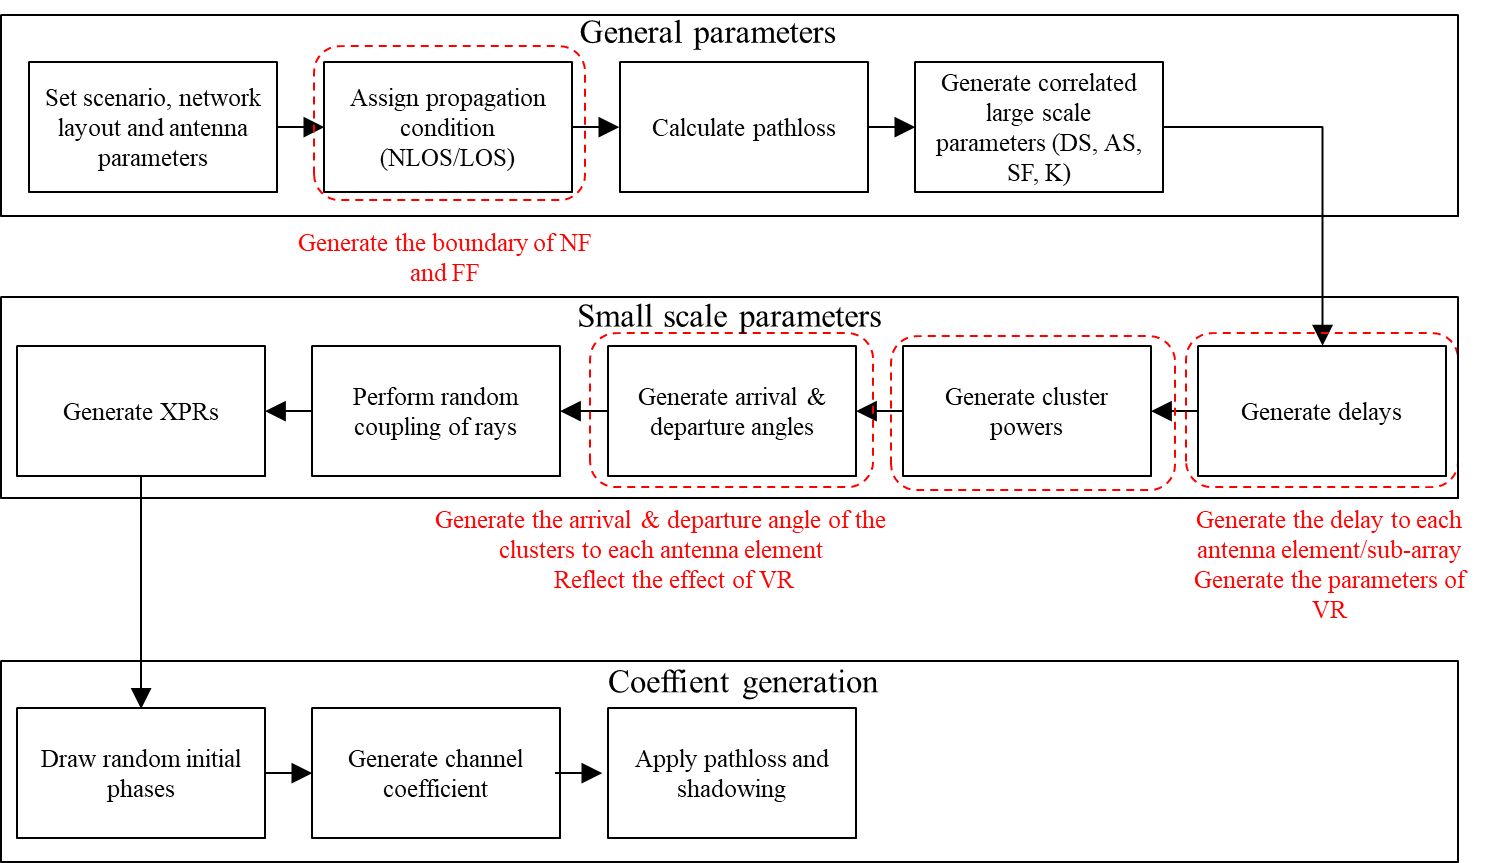 General parameters
Set scenario, network
layout and antenna
parameters
Assign propagation
condition
(NLOS/LOS)
Calculate pathloss
Generate correlated
large scale
parameters (DS, AS,
SF, K)
Generate the boundary of NF
and FF
Small scale parameters
Generate XPRs
Perform random
coupling of rays
Generate arrival &
departure angles
Generate cluster
powers
Generate delays
Generate the arrival & departure angle of the
clusters to each antenna element
Reflect the effect of VR
Generate the delay to each
antenna element/sub-array
Generate the parameters of
VR
Coeffient generation
Draw random initial
phases
Generate channel
coefficient
Apply pathloss and
shadowing